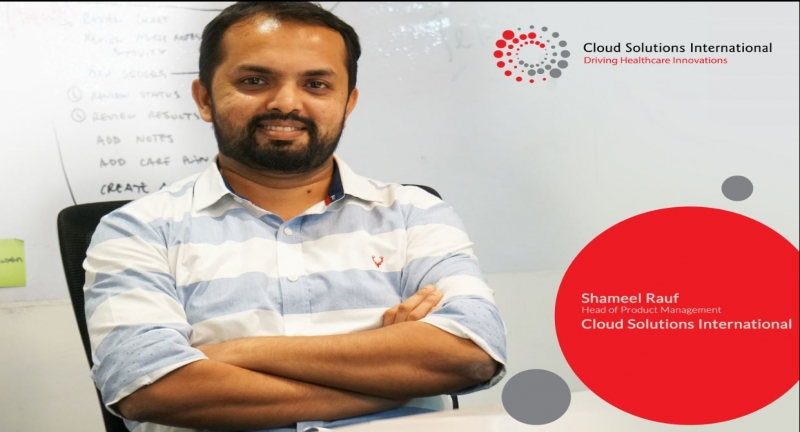 REVIEW STATUS
REVIEW RESULTS
ADD NOTES
ADD CARE PLAN
CREATE
Cloud Solutions International
Driving Healthcare Innovations
Shameel Rauf
Head of Product Management
Cloud Solutions International